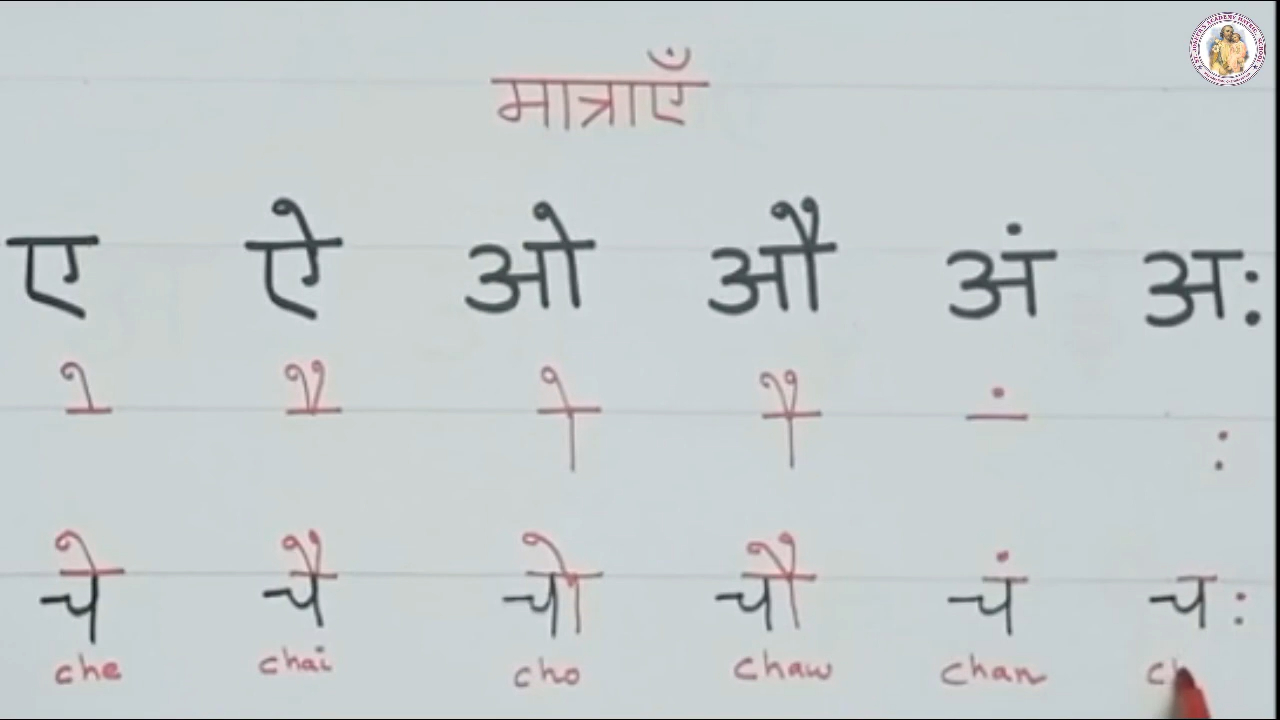 मात्राएँ
ए ऐ ओ औ अं अः
े ै ो ौ ं ः
चे चै चो चौ चं चः
che chai cho chaw chan